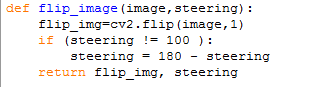 def flip_image(image,steering):
    flip_img=cv2.flip(image,1)
    if (steering != 100 ):
        steering = 180 - steering
    return flip_img, steering